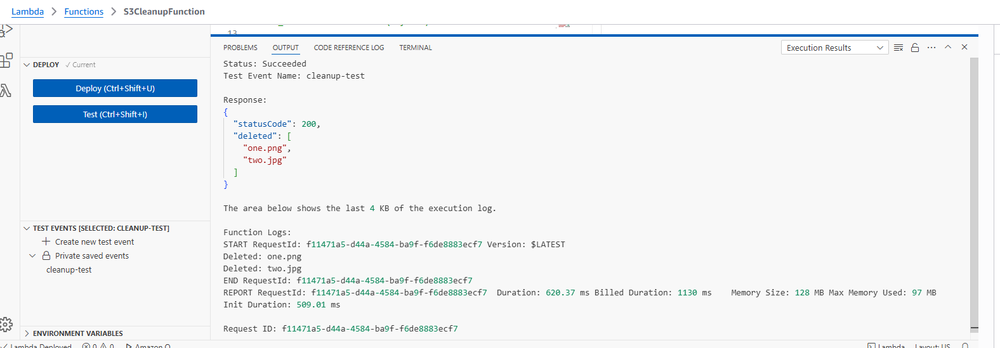 Lambda > Functions > S3CleanupFunction
13
PROBLEMS OUTPUT CODE REFERENCE LOG TERMINAL Execution Results
DEPLOY ✓ Current
Deploy (Ctrl+Shift+U)
Test (Ctrl+Shift+I)
Status: Succeeded
Test Event Name: cleanup-test
Response:
{
"statusCode": 200,
"deleted": [
"one.png",
"two.jpg"
]
}
The area below shows the last 4 KB of the execution log.
Function Logs:
START RequestId: f11471a5-d44a-4584-ba9f-f6de8883ecf7 Version: $LATEST
Deleted: one.png
Deleted: two.jpg
END RequestId: f11471a5-d44a-4584-ba9f-f6de8883ecf7
REPORT RequestId: f11471a5-d44a-4584-ba9f-f6de8883ecf7 Duration: 620.37 ms Billed Duration: 1130 ms Memory Size: 128 MB Max Memory Used: 97 MB
Init Duration: 509.01 ms
Request ID: f11471a5-d44a-4584-ba9f-f6de8883ecf7
TEST EVENTS [SELECTED: CLEANUP-TEST]
Create new test event
Private saved events
cleanup-test
ENVIRONMENT VARIABLES
Lambda Deployed 0 0 Amazon Q Lambda Layout: US